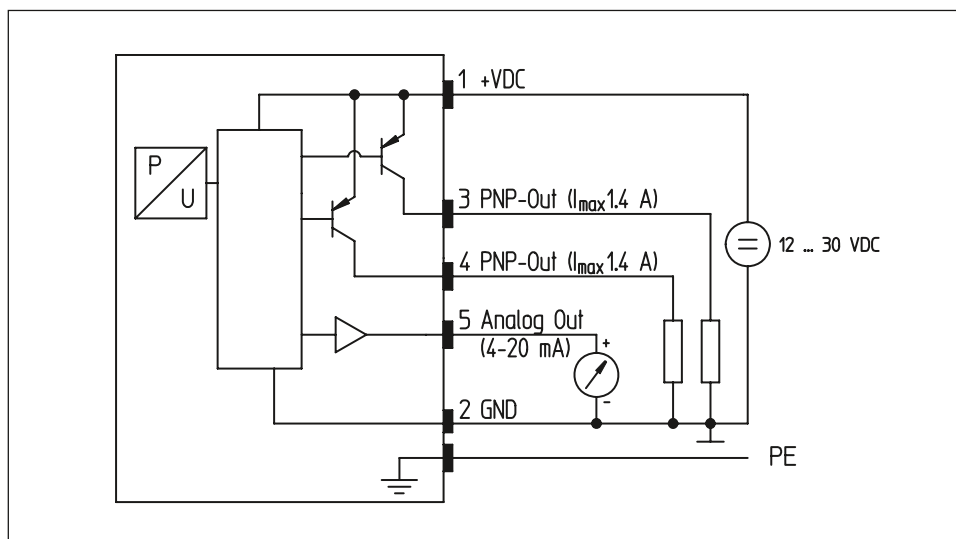 1 +VDC
P
U
3 PNP-Out (Imax1.4 A)
12 ... 30 VDC
4 PNP-Out (Imax1.4 A)
5 Analog Out
(4-20 mA)
+
-
2 GND
PE